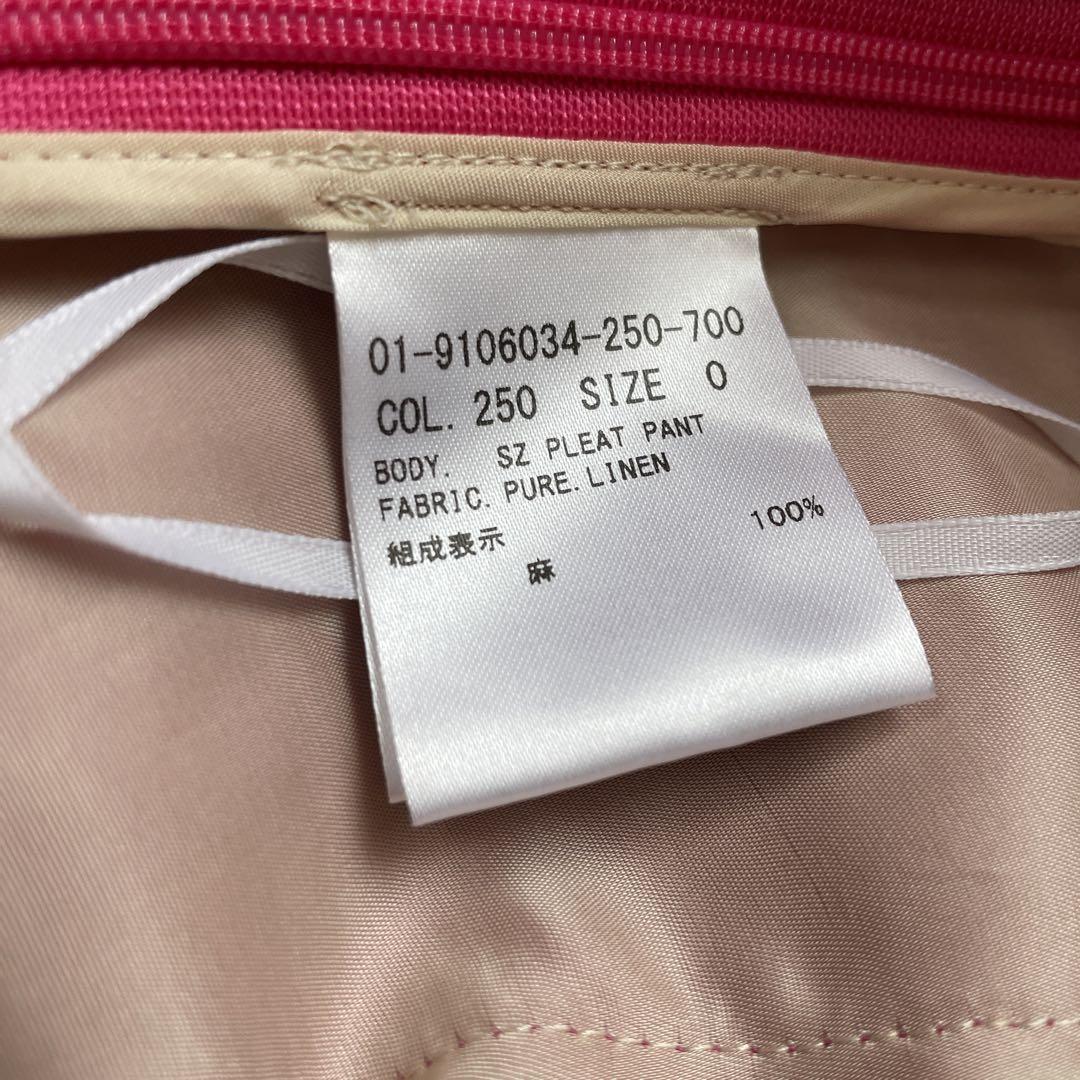 01-9106034-250-700
COL. 250 SIZE 0
BODY. SZ PLEAT PANT
FABRIC. PURE. LINEN
組成表示
麻 100%